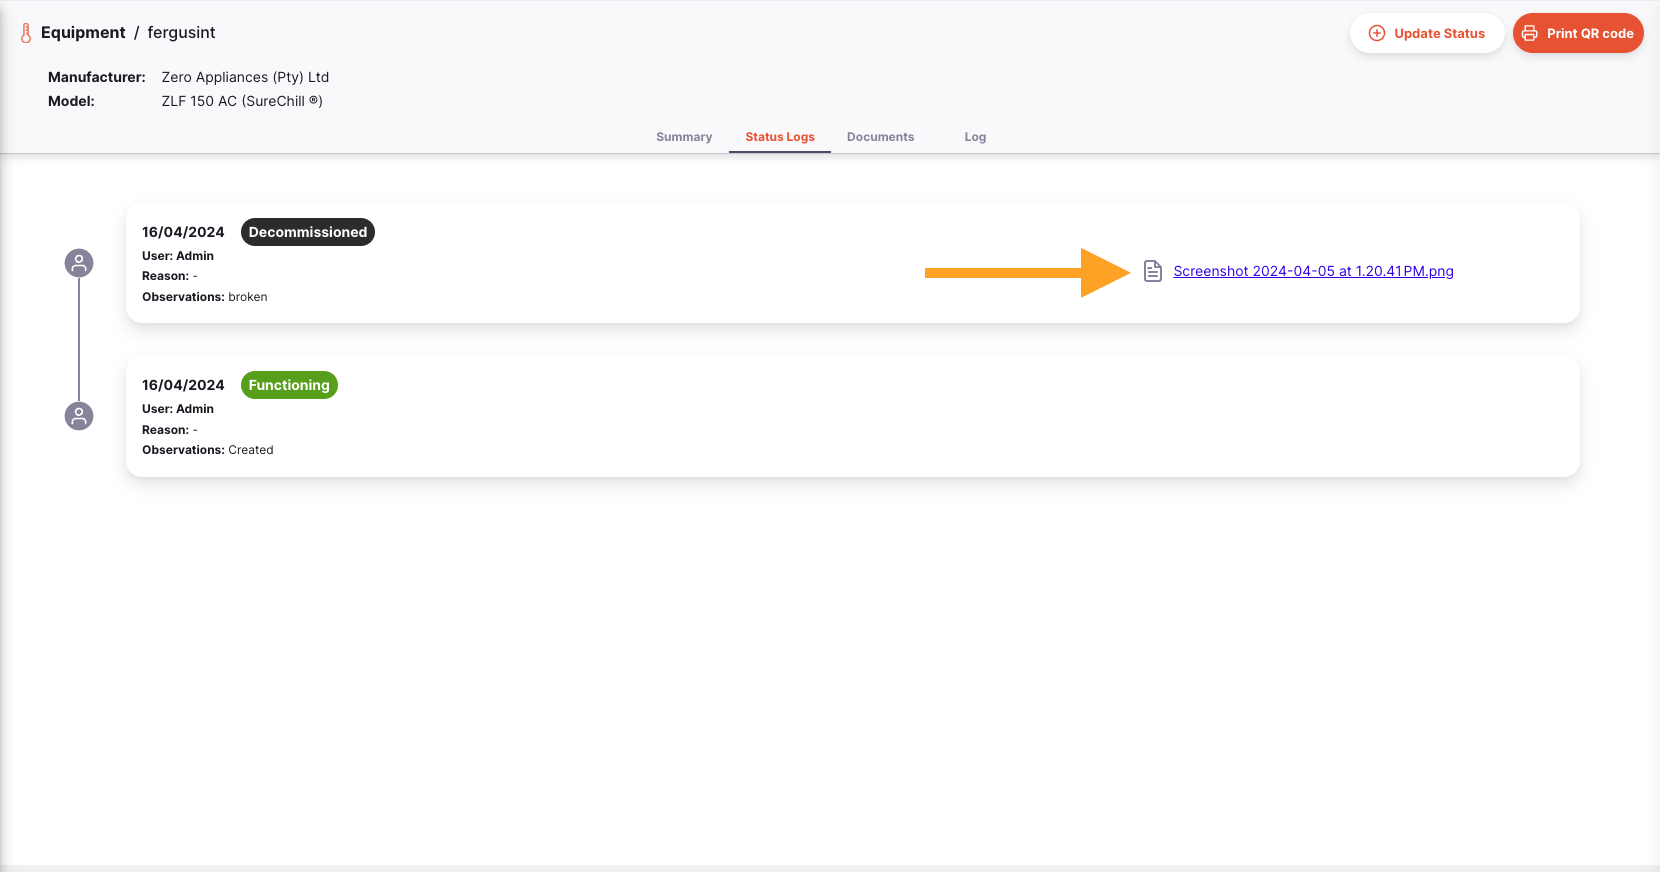 Equipment / fergusint
Update Status
Print QR code
Manufacturer: Zero Appliances (Pty) Ltd
Model: ZLF 150 AC (SureChill ®)
Summary Status Logs Documents Log
16/04/2024 Decommissioned
User: Admin
Reason: -
Observations: broken
Screenshot 2024-04-05 at 1.20.41 PM.png
16/04/2024 Functioning
User: Admin
Reason: -
Observations: Created